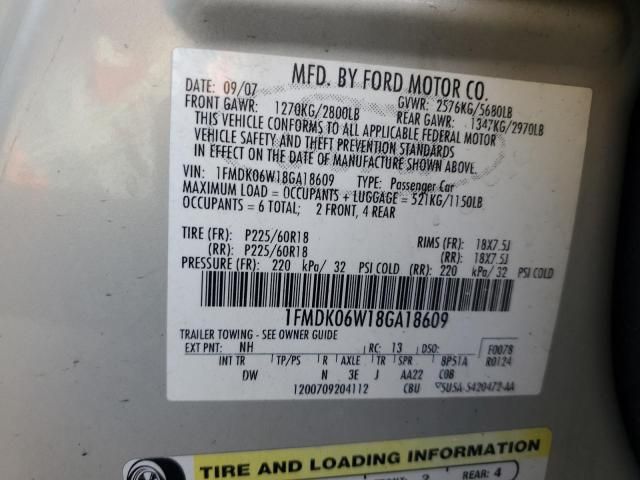 MFD. BY FORD MOTOR CO.
DATE: 09/07 GVWR: 2576KG/5680LB
FRONT GAWR: 1270KG/2800LB REAR GAWR: 1347KG/2970LB
THIS VEHICLE CONFORMS TO ALL APPLICABLE FEDERAL MOTOR
VEHICLE SAFETY AND THEFT PREVENTION STANDARDS
IN EFFECT ON THE DATE OF MANUFACTURE SHOWN ABOVE.
VIN: 1FMDK06W18GA18609 TYPE: Passenger Car
MAXIMUM LOAD = OCCUPANTS + LUGGAGE = 521KG/1150LB
OCCUPANTS = 6 TOTAL; 2 FRONT, 4 REAR
TIRE (FR): P225/60R18 RIMS (FR): 18X7.5J
(RR): P225/60R18 (RR): 18X7.5J
PRESSURE (FR): 220 kPa/ 32 PSI COLD (RR): 220 kPa/ 32 PSI COLD
1FMDK06W18GA18609
TRAILER TOWING - SEE OWNER GUIDE
EXT PNT: NH RC: 13 DSO: F0078
INT TR TP/PS R AXLE TR SPR BPSTA R0124
DW N 3E J AA22 COB
1200709204112 CBU 5USA-S420472-AA
TIRE AND LOADING INFORMATION
REAR: 4